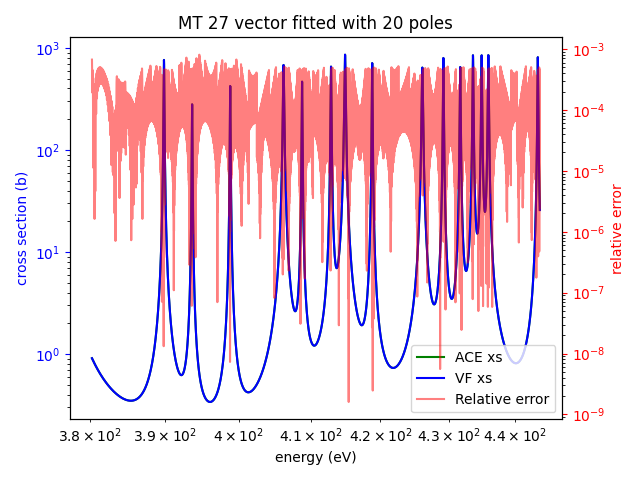 MT 27 vector fitted with 20 poles
10³
10²
10¹
10⁰
cross section (b)
10⁻³
10⁻⁴
10⁻⁵
10⁻⁶
10⁻⁷
10⁻⁸
10⁻⁹
relative error
ACE xs
VF xs
Relative error
3.8 × 10² 3.9 × 10² 4 × 10² 4.1 × 10² 4.2 × 10² 4.3 × 10² 4.4 × 10²
energy (eV)